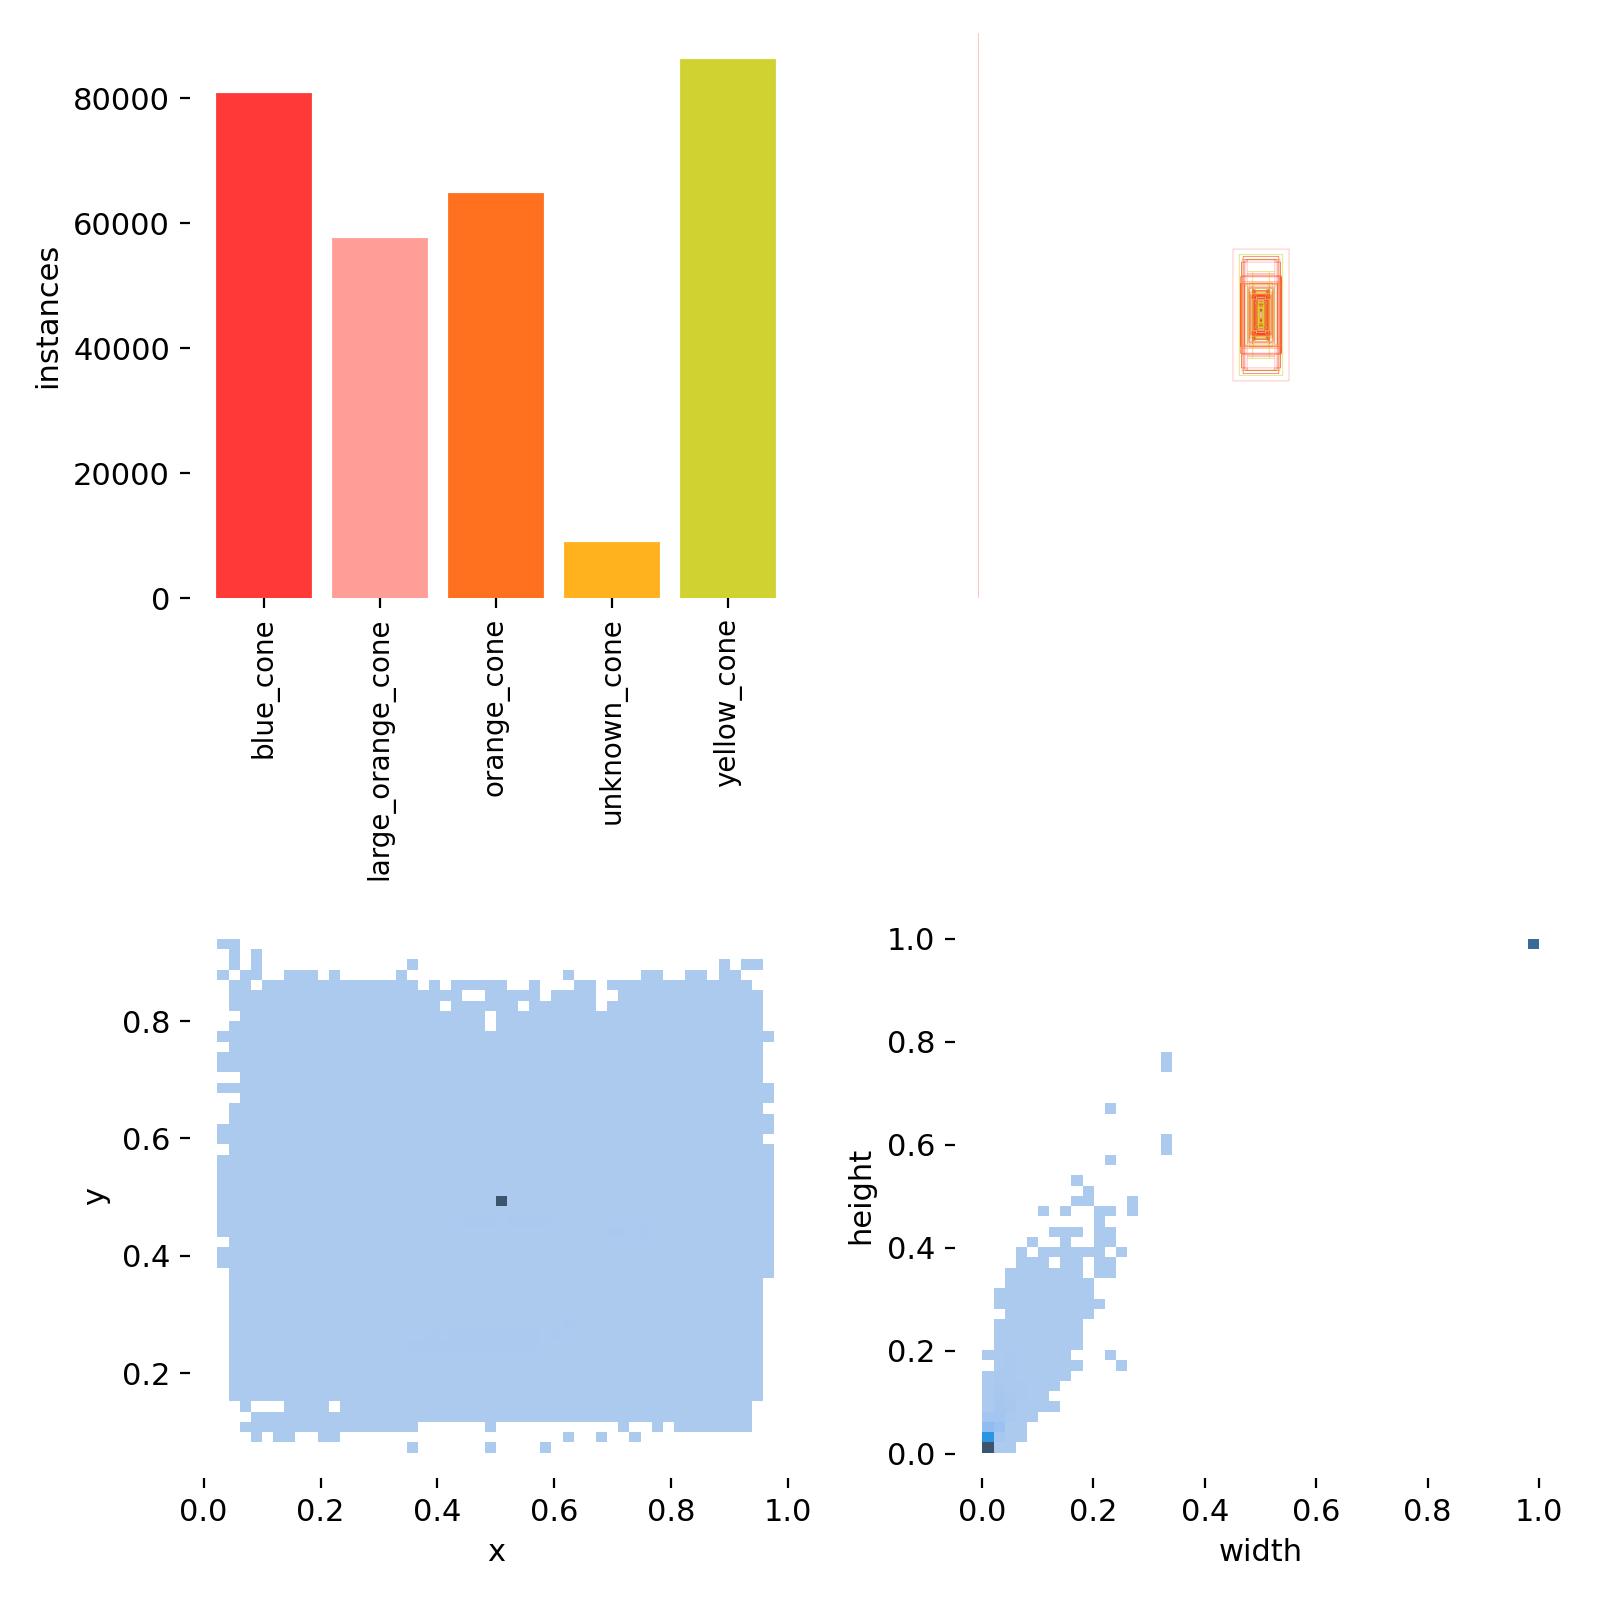 instances
80000
60000
40000
20000
0
blue_cone
large_orange_cone
orange_cone
unknown_cone
yellow_cone
y
0.8
0.6
0.4
0.2
0.0 0.2 0.4 0.6 0.8 1.0
x
height
1.0
0.8
0.6
0.4
0.2
0.0
0.0 0.2 0.4 0.6 0.8 1.0
width